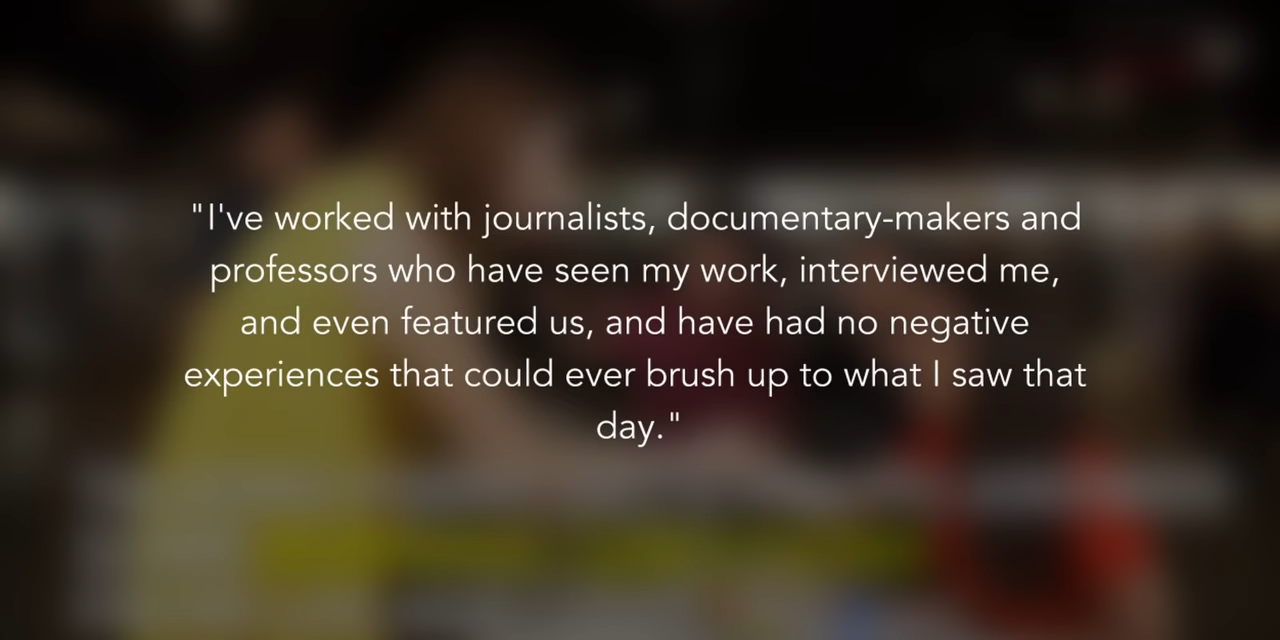 "I've worked with journalists, documentary-makers and
professors who have seen my work, interviewed me,
and even featured us, and have had no negative
experiences that could ever brush up to what I saw that
day."